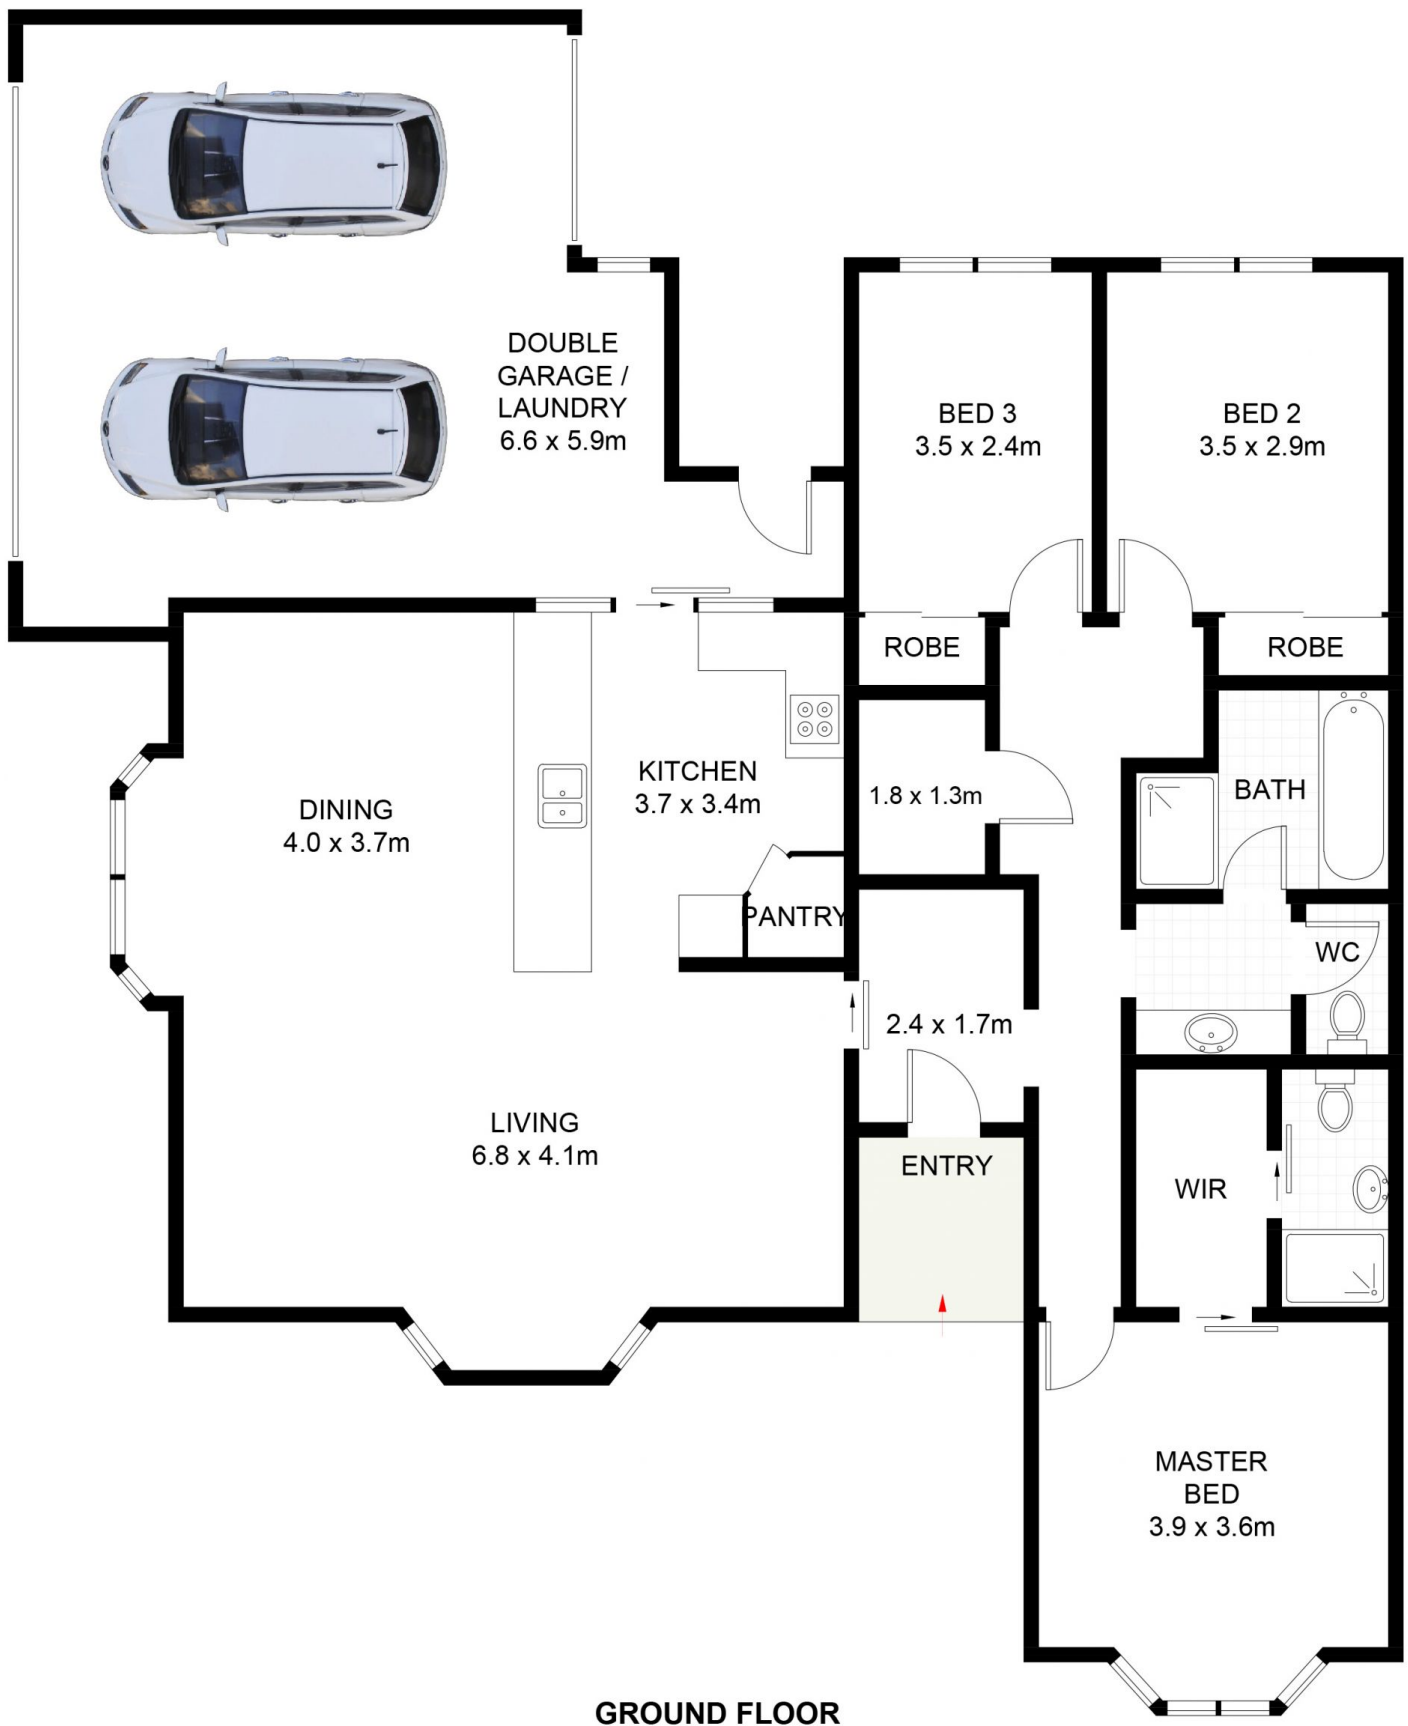 DOUBLE
GARAGE /
LAUNDRY
6.6 x 5.9m
BED 3
3.5 x 2.4m
BED 2
3.5 x 2.9m
ROBE
ROBE
KITCHEN
3.7 x 3.4m
DINING
4.0 x 3.7m
1.8 x 1.3m
BATH
PANTRY
WC
2.4 x 1.7m
LIVING
6.8 x 4.1m
ENTRY
WIR
MASTER
BED
3.9 x 3.6m
GROUND FLOOR